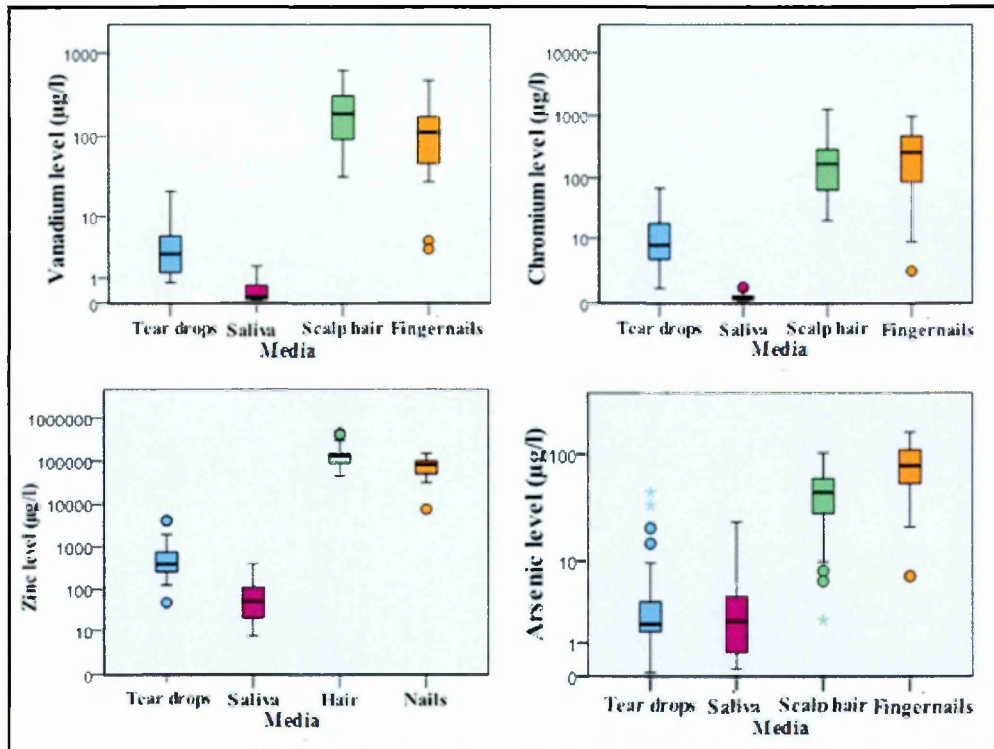 Vanadium level (µg/l)
1000
100
10
1
0
Tear drops Saliva Scalp hair Fingernails
Media
Chromium level (µg/l)
10000
1000
100
10
0
Tear drops Saliva Scalp hair Fingernails
Media
Zinc level (µg/l)
1000000
100000
10000
1000
100
10
0
Tear drops Saliva Hair Nails
Media
Arsenic level (µg/l)
100
10
1
0
Tear drops Saliva Scalp hair Fingernails
Media